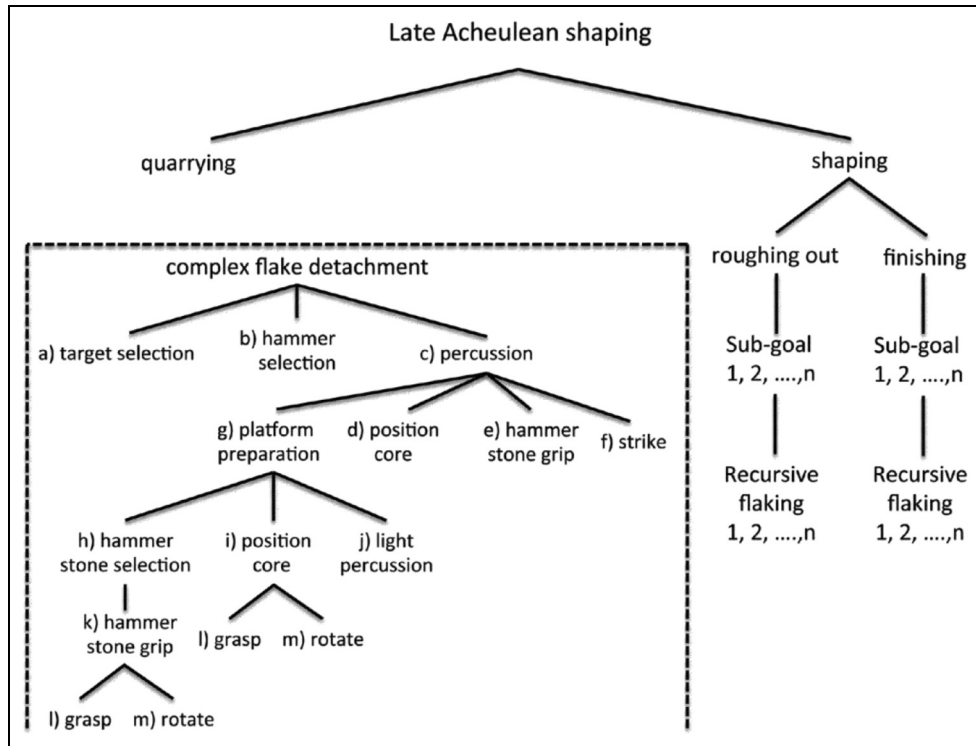 Late Acheulean shaping
quarrying
shaping
complex flake detachment
a) target selection
b) hammer
selection
c) percussion
g) platform
preparation
d) position
core
e) hammer
stone grip
f) strike
h) hammer
stone selection
i) position
core
j) light
percussion
k) hammer
stone grip
l) grasp
m) rotate
l) grasp
m) rotate
roughing out
finishing
Sub-goal
1, 2, ....,n
Sub-goal
1, 2, ....,n
Recursive
flaking
1, 2, ....,n
Recursive
flaking
1, 2, ....,n